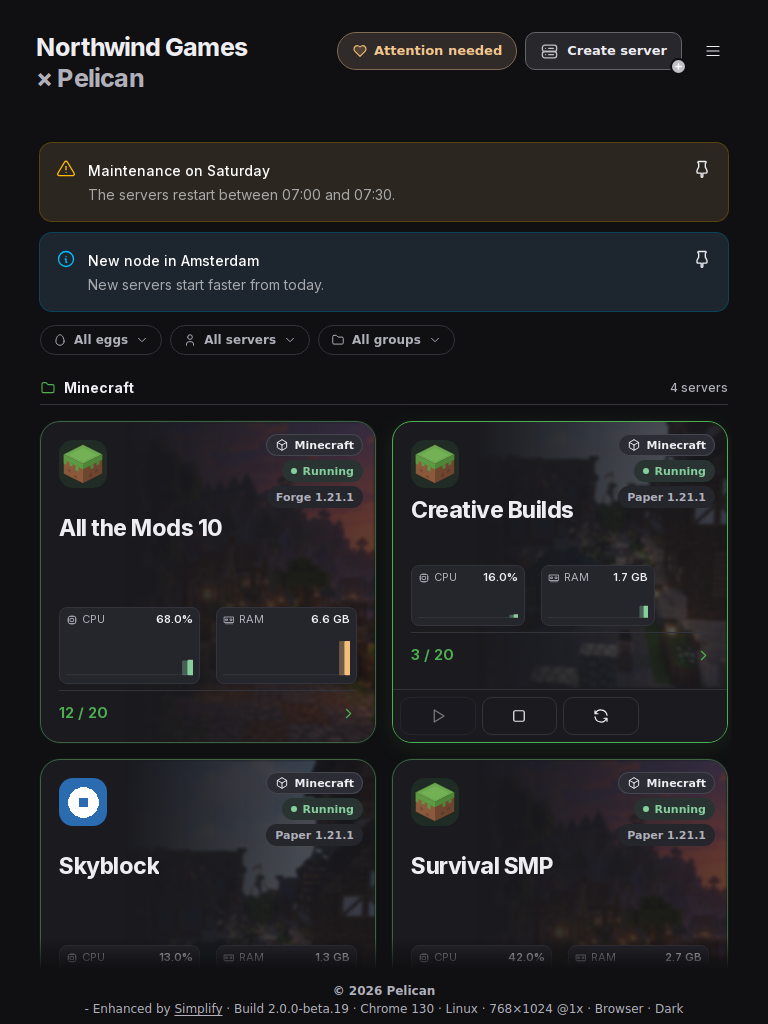 Northwind Games
× Pelican
Attention needed
Create server
Maintenance on Saturday
The servers restart between 07:00 and 07:30.
New node in Amsterdam
New servers start faster from today.
All eggs
All servers
All groups
Minecraft
4 servers
Minecraft
Running
Forge 1.21.1
All the Mods 10
CPU 68.0%
RAM 6.6 GB
12 / 20
Minecraft
Running
Paper 1.21.1
Creative Builds
CPU 16.0%
RAM 1.7 GB
3 / 20
Minecraft
Running
Paper 1.21.1
Skyblock
CPU 13.0%
RAM 1.3 GB
Minecraft
Running
Paper 1.21.1
Survival SMP
CPU 42.0%
RAM 2.7 GB
© 2026 Pelican
- Enhanced by Simplify · Build 2.0.0-beta.19 · Chrome 130 · Linux · 768×1024 @1x · Browser · Dark